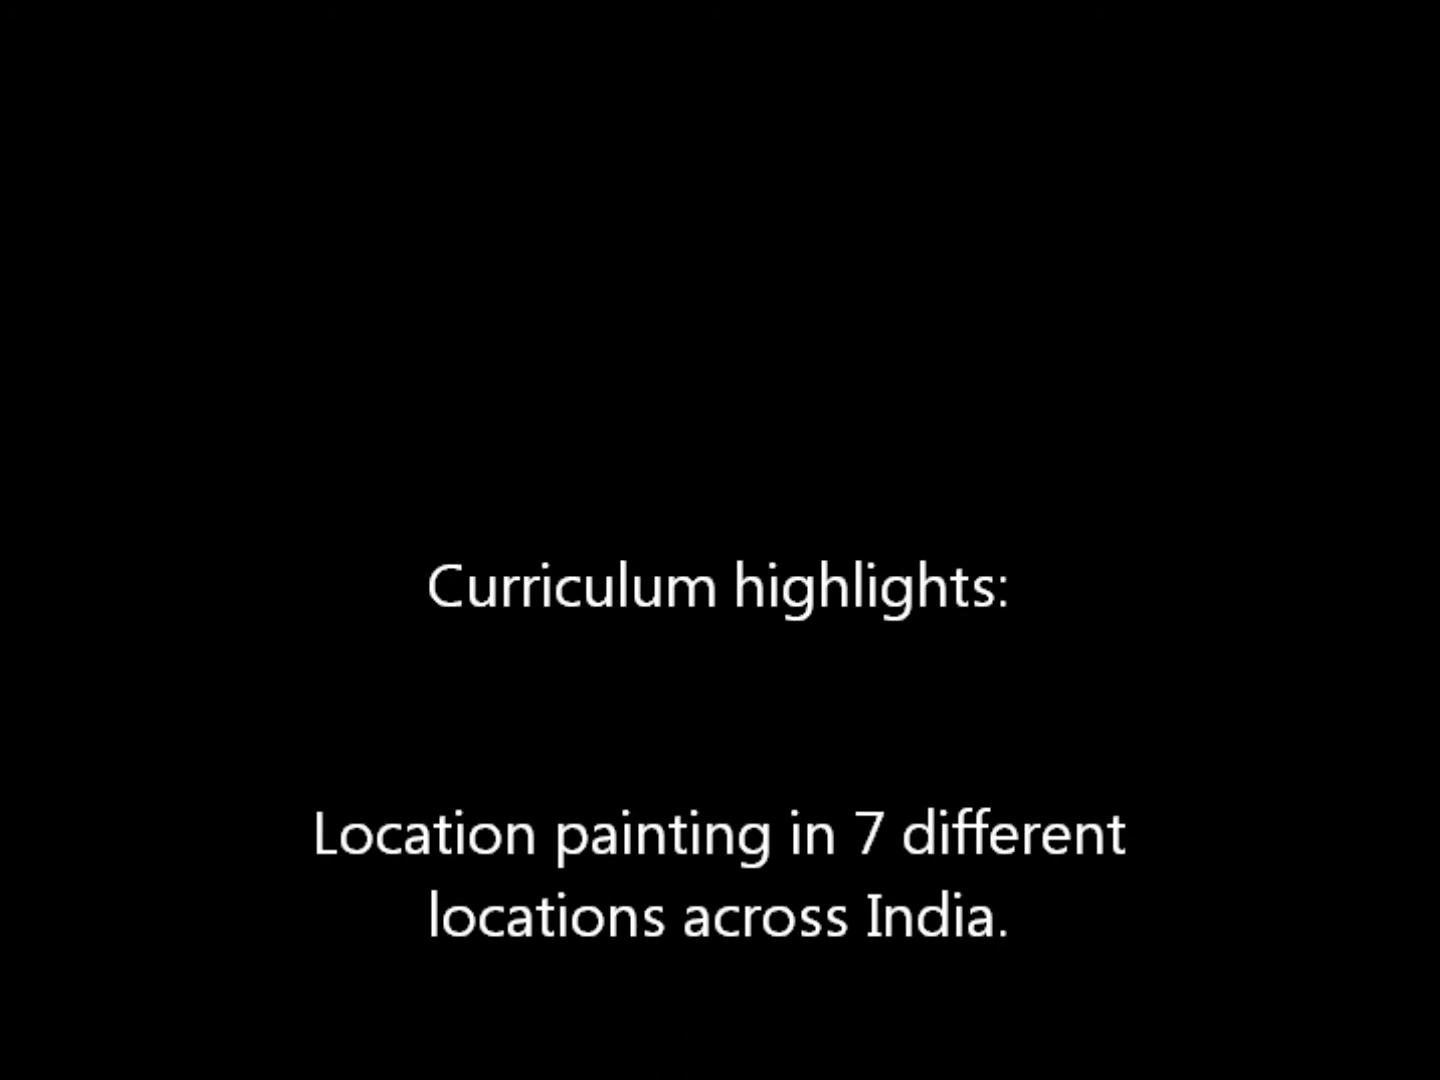 Curriculum highlights:
Location painting in 7 different
locations across India.